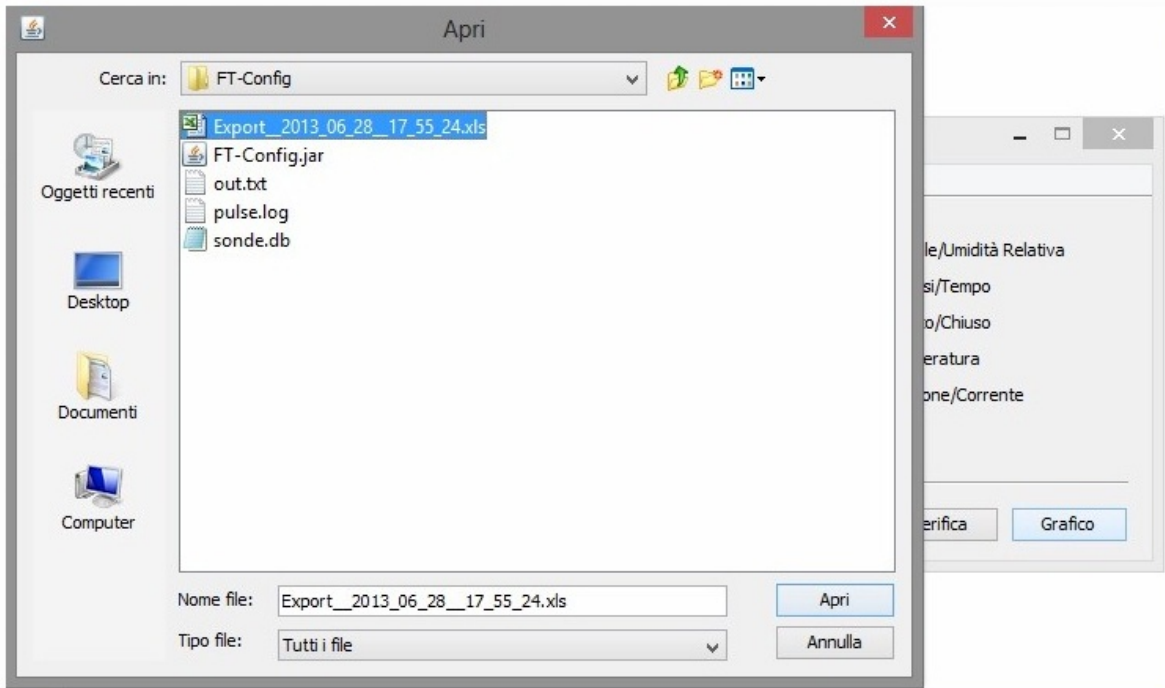 Apri
Cerca in: FT-Config
Export__2013_06_28__17_55_24.xls
FT-Config.jar
out.txt
pulse.log
sonde.db
Oggetti recenti
Desktop
Documenti
Computer
Nome file: Export__2013_06_28__17_55_24.xls
Apri
Tipo file: Tutti i file
Annulla
le/Umidità Relativa
si/Tempo
o/Chiuso
eratura
one/Corrente
erifica
Grafico